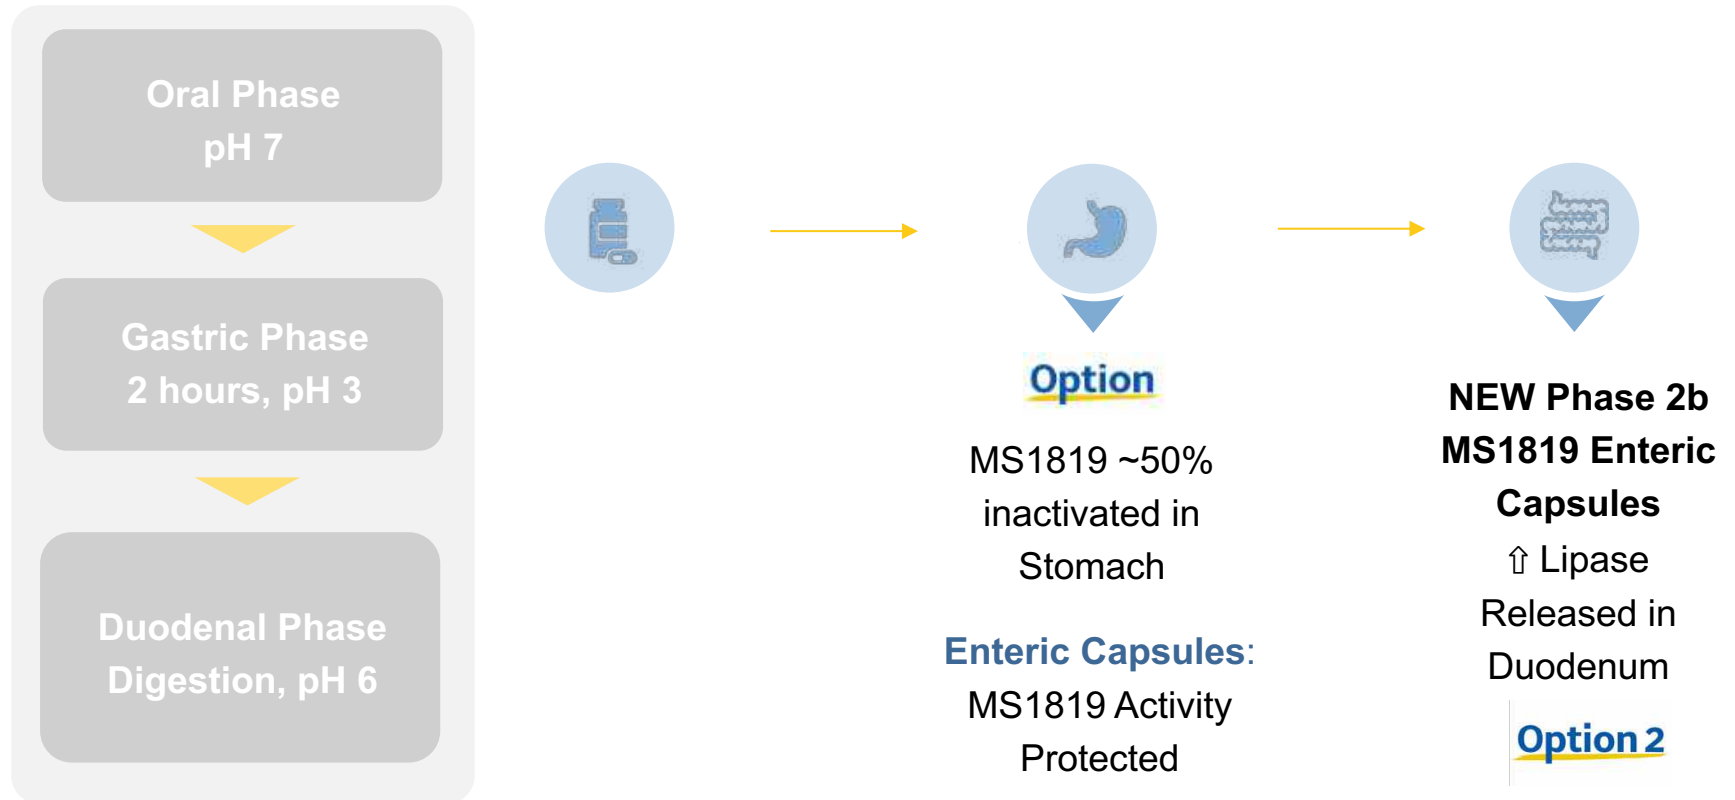 Oral Phase
pH 7
Gastric Phase
2 hours, pH 3
Duodenal Phase
Digestion, pH 6
Option
MS1819 ~50%
inactivated in
Stomach
Enteric Capsules:
MS1819 Activity
Protected
NEW Phase 2b
MS1819 Enteric
Capsules
⇧ Lipase
Released in
Duodenum
Option 2